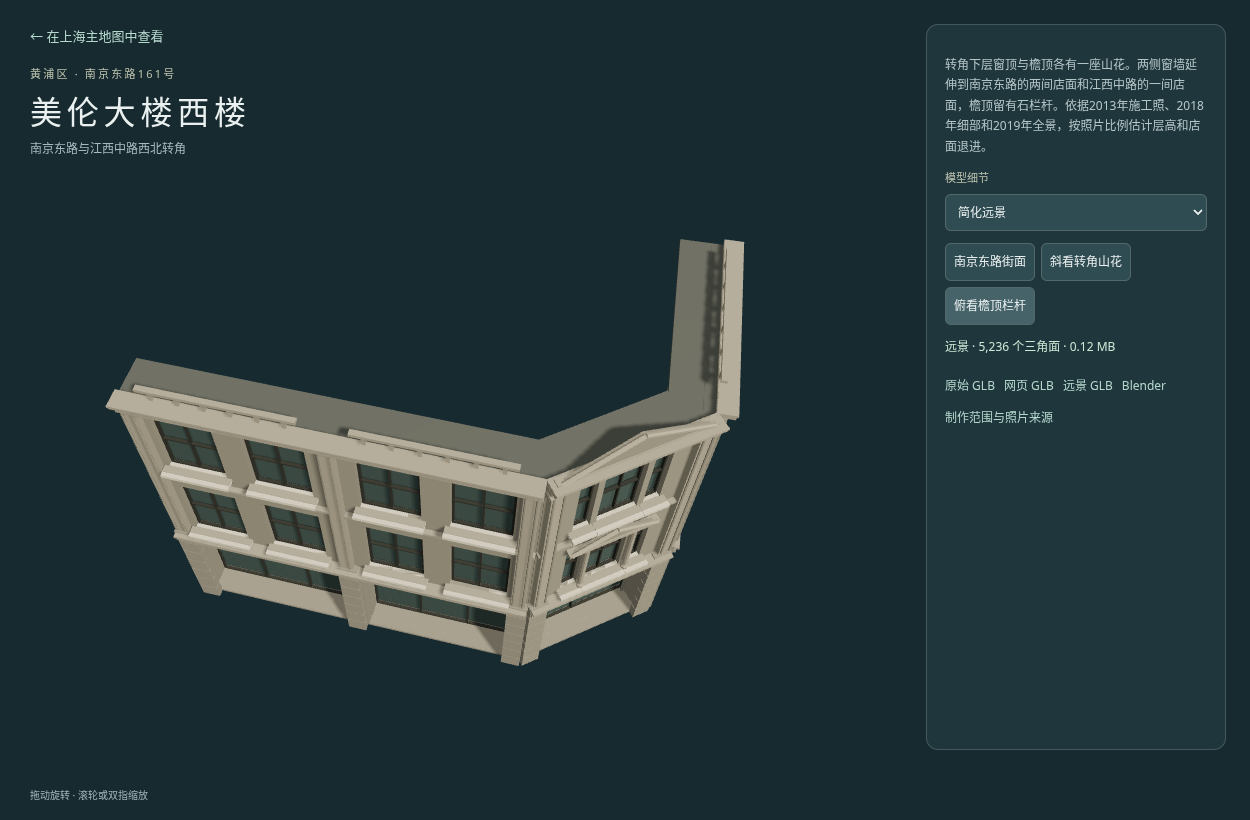 ← 在上海主地图中查看
黄浦区 · 南京东路161号
美伦大楼西楼
南京东路与江西中路西北转角
转角下层窗顶与檐顶各有一座山花。两侧窗墙延
伸到南京东路的两间店面和江西中路的一间店
面，檐顶留有石栏杆。依据2013年施工照、2018
年细部和2019年全景，按照片比例估计层高和店
面退进。
模型细节
简化远景
南京东路街面 斜看转角山花
俯看檐顶栏杆
远景 · 5,236 个三角面 · 0.12 MB
原始 GLB 网页 GLB 远景 GLB Blender
制作范围与照片来源
拖动旋转 · 滚轮或双指缩放